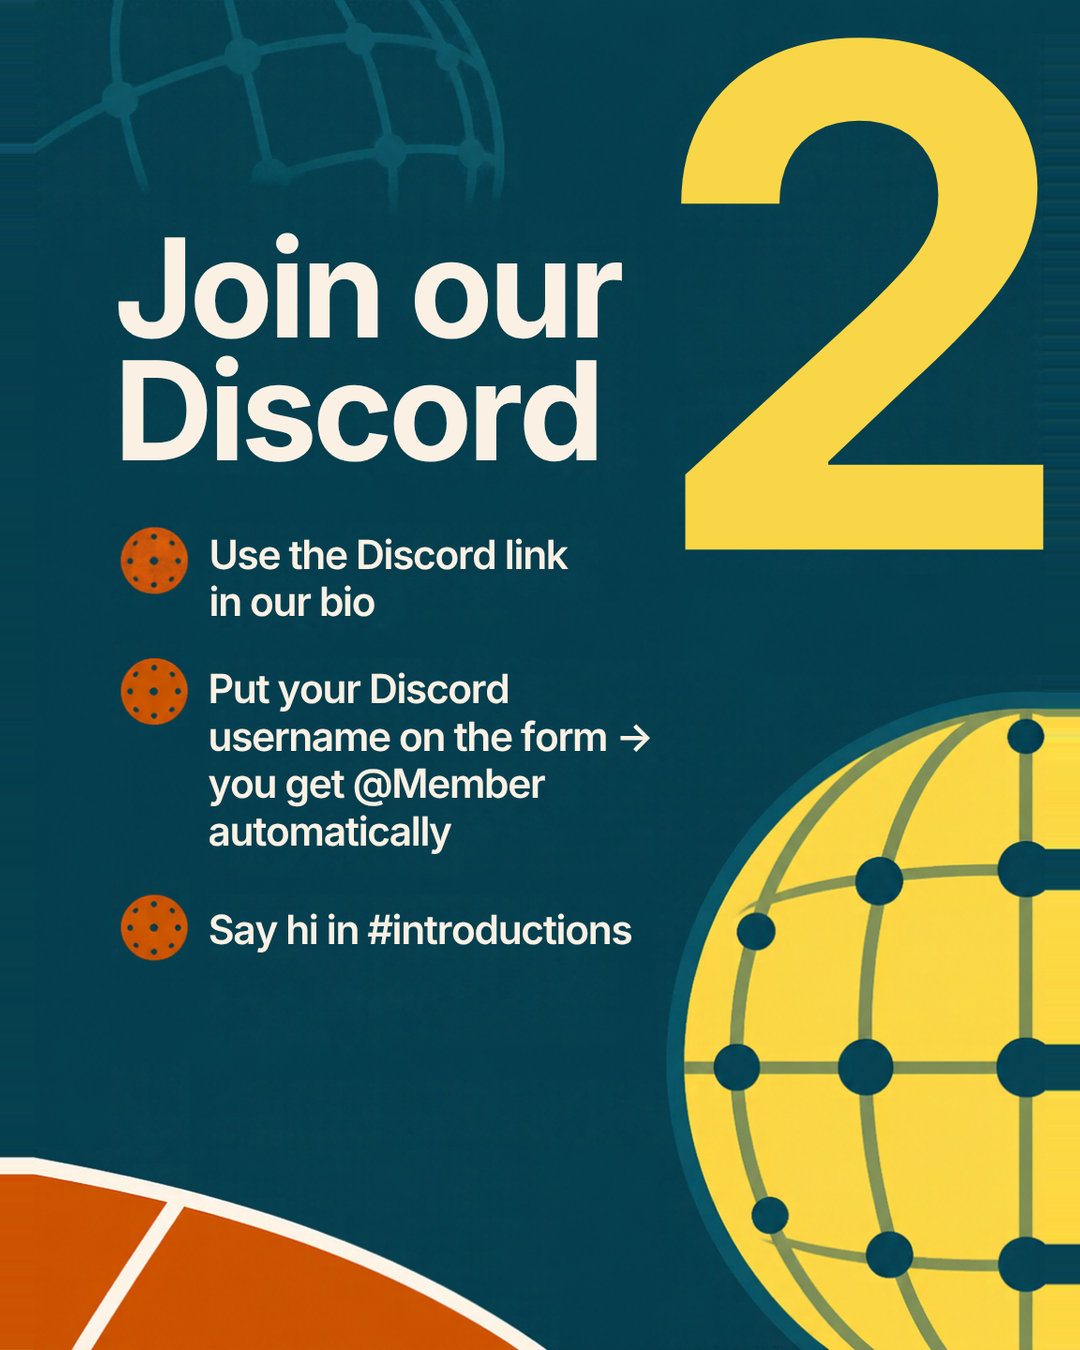 2
Join our
Discord
Use the Discord link
in our bio
Put your Discord
username on the form →
you get @Member
automatically
Say hi in #introductions